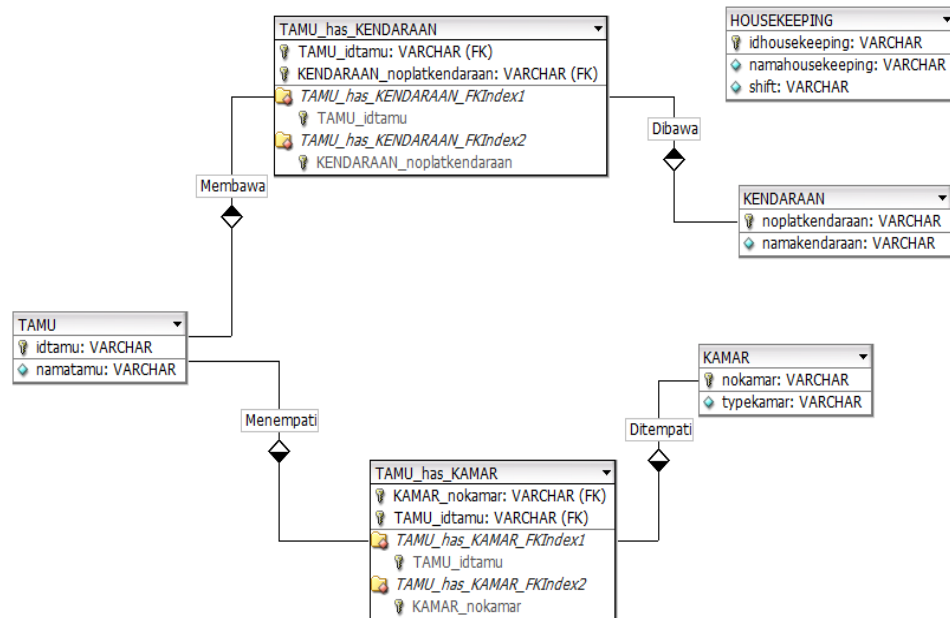 TAMU_has_KENDARAAN
TAMU_idtamu: VARCHAR (FK)
KENDARAAN_noplatkendaraan: VARCHAR (FK)
TAMU_has_KENDARAAN_FKIndex1
TAMU_idtamu
TAMU_has_KENDARAAN_FKIndex2
KENDARAAN_noplatkendaraan
HOUSEKEEPING
idhousekeeping: VARCHAR
namahousekeeping: VARCHAR
shift: VARCHAR
Dibawa
Membawa
KENDARAAN
noplatkendaraan: VARCHAR
namakendaraan: VARCHAR
TAMU
idtamu: VARCHAR
namatamu: VARCHAR
KAMAR
nokamar: VARCHAR
typekamar: VARCHAR
Menempati
Ditempati
TAMU_has_KAMAR
KAMAR_nokamar: VARCHAR (FK)
TAMU_idtamu: VARCHAR (FK)
TAMU_has_KAMAR_FKIndex1
TAMU_idtamu
TAMU_has_KAMAR_FKIndex2
KAMAR_nokamar